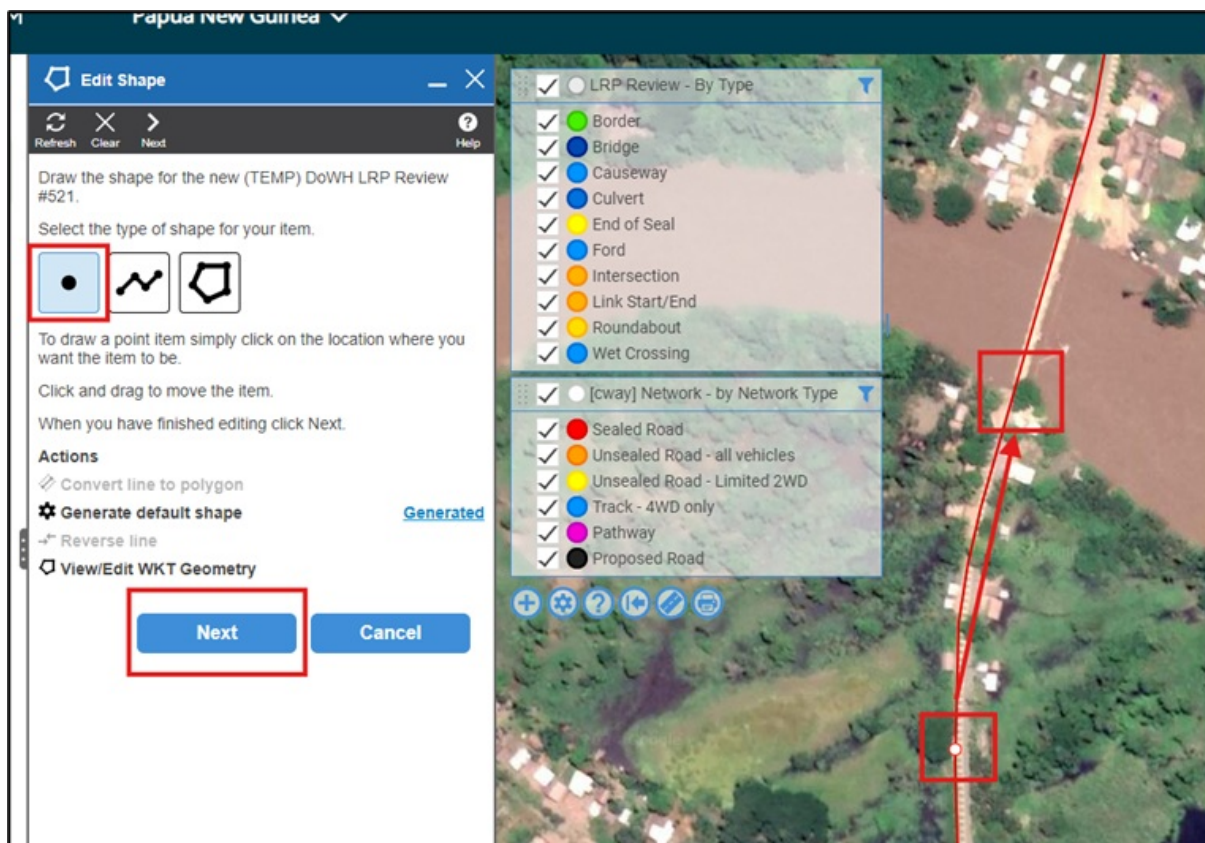 Papua New Guinea
Edit Shape
Refresh Clear Next Help
Draw the shape for the new (TEMP) DoWH LRP Review
#521.
Select the type of shape for your item.
To draw a point item simply click on the location where you
want the item to be.
Click and drag to move the item.
When you have finished editing click Next.
Actions
Convert line to polygon
Generate default shape Generated
Reverse line
View/Edit WKT Geometry
Next Cancel
LRP Review - By Type
Border
Bridge
Causeway
Culvert
End of Seal
Ford
Intersection
Link Start/End
Roundabout
Wet Crossing
[cway] Network - by Network Type
Sealed Road
Unsealed Road - all vehicles
Unsealed Road - Limited 2WD
Track - 4WD only
Pathway
Proposed Road